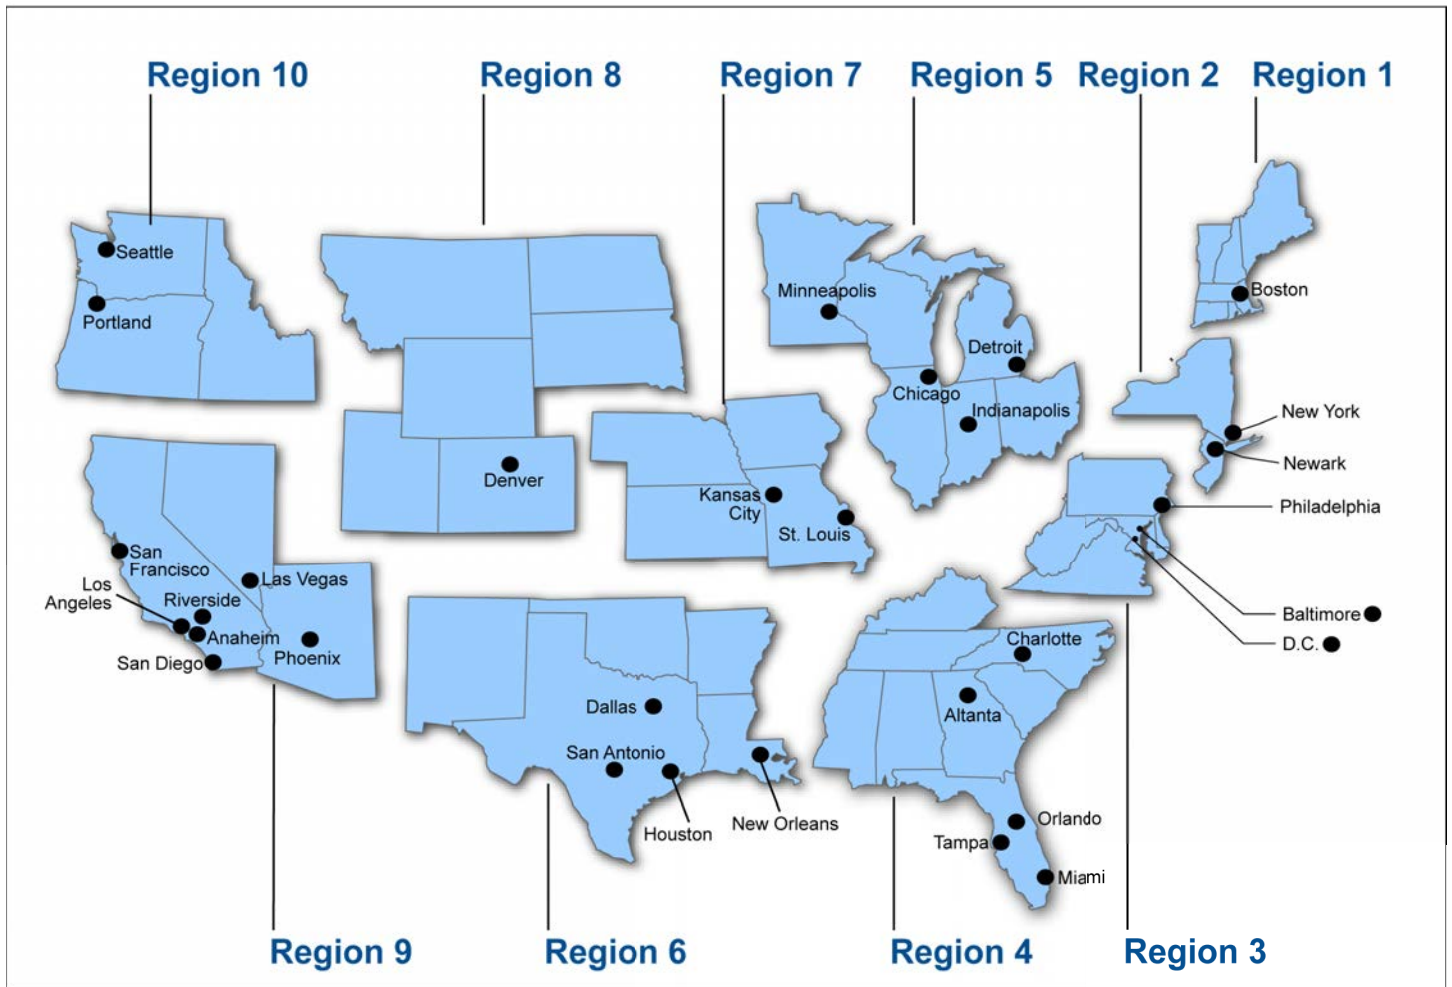 Region 10
Region 8
Region 7
Region 5
Region 2
Region 1
Seattle
Portland
Minneapolis
Detroit
Chicago
Indianapolis
Boston
New York
Newark
Denver
Kansas
City
St. Louis
Philadelphia
San
Francisco
Las Vegas
Los
Angeles
Riverside
Anaheim
San Diego
Phoenix
Baltimore
D.C.
Charlotte
Altanta
Dallas
San Antonio
Houston
New Orleans
Orlando
Tampa
Miami
Region 9
Region 6
Region 4
Region 3